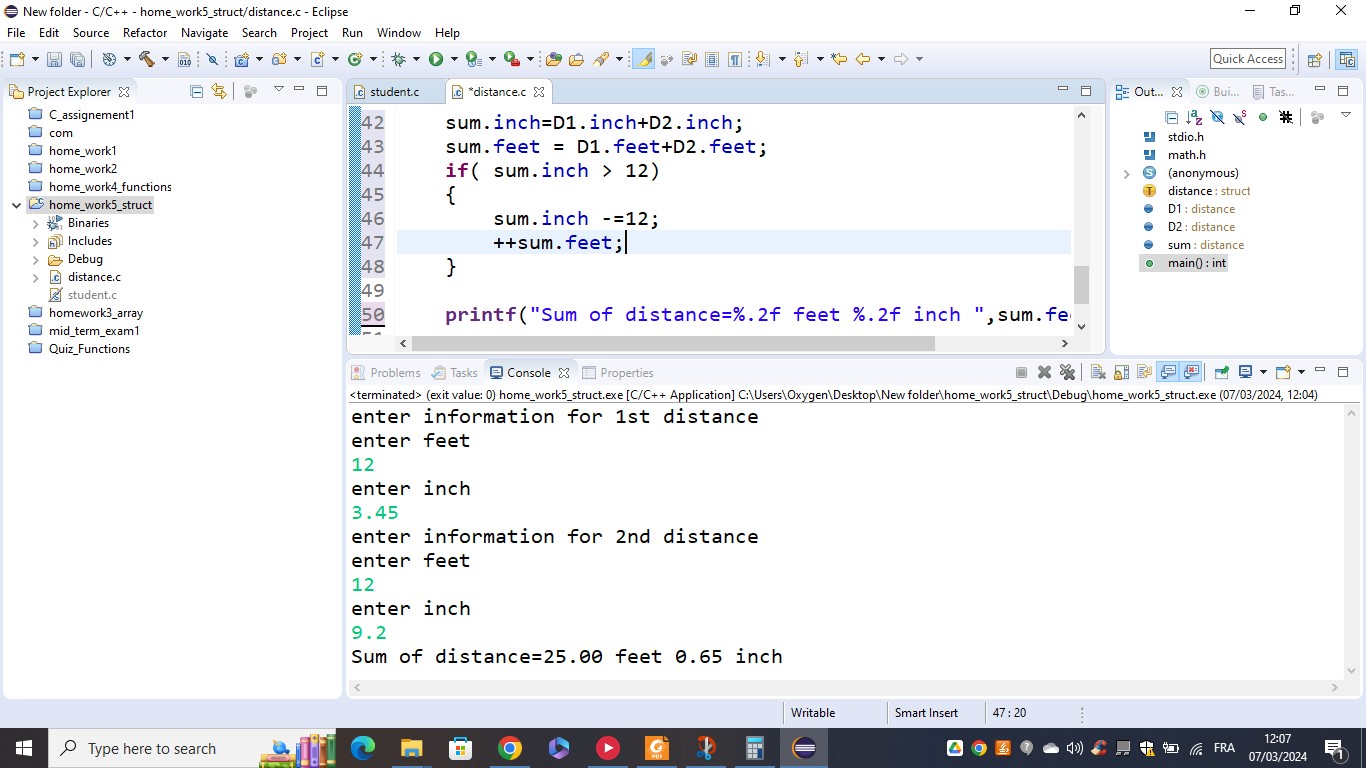 New folder - C/C++ - home_work5_struct/distance.c - Eclipse
File Edit Source Refactor Navigate Search Project Run Window Help
Quick Access
Project Explorer
C_assignement1
com
home_work1
home_work2
home_work4_functions
home_work5_struct
Binaries
Includes
Debug
distance.c
student.c
homework3_array
mid_term_exam1
Quiz_Functions
student.c *distance.c
42 sum.inch=D1.inch+D2.inch;
43 sum.feet = D1.feet+D2.feet;
44 if( sum.inch > 12)
45 {
46 sum.inch -=12;
47 ++sum.feet;
48 }
49
50 printf("Sum of distance=%.2f feet %.2f inch ",sum.fe
Out... Bui... Tas...
stdio.h
math.h
(anonymous)
distance : struct
D1 : distance
D2 : distance
sum : distance
main() : int
Problems Tasks Console Properties
<terminated> (exit value: 0) home_work5_struct.exe [C/C++ Application] C:\Users\Oxygen\Desktop\New folder\home_work5_struct\Debug\home_work5_struct.exe (07/03/2024, 12:04)
enter information for 1st distance
enter feet
12
enter inch
3.45
enter information for 2nd distance
enter feet
12
enter inch
9.2
Sum of distance=25.00 feet 0.65 inch
Writable Smart Insert 47 : 20
Type here to search
FRA
12:07
07/03/2024
1